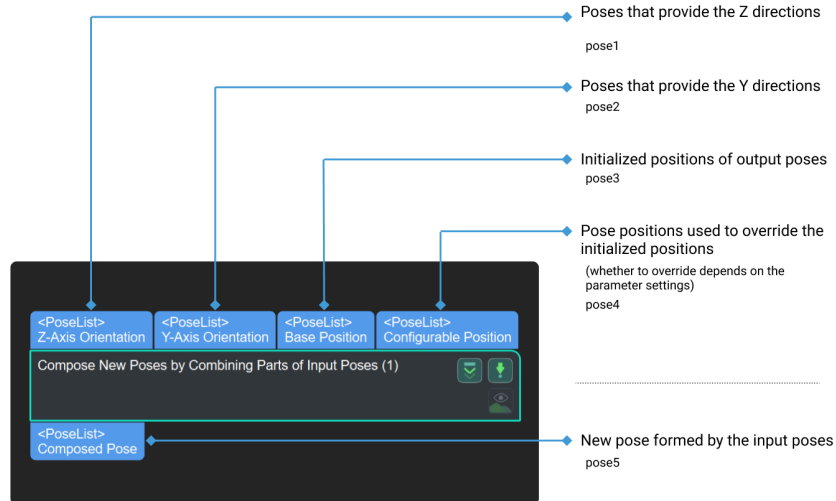 Poses that provide the Z directions
pose1
Poses that provide the Y directions
pose2
Initialized positions of output poses
pose3
Pose positions used to override the
initialized positions
(whether to override depends on the
parameter settings)
pose4
<PoseList>
Z-Axis Orientation
<PoseList>
Y-Axis Orientation
<PoseList>
Base Position
<PoseList>
Configurable Position
Compose New Poses by Combining Parts of Input Poses (1)
<PoseList>
Composed Pose
New pose formed by the input poses
pose5